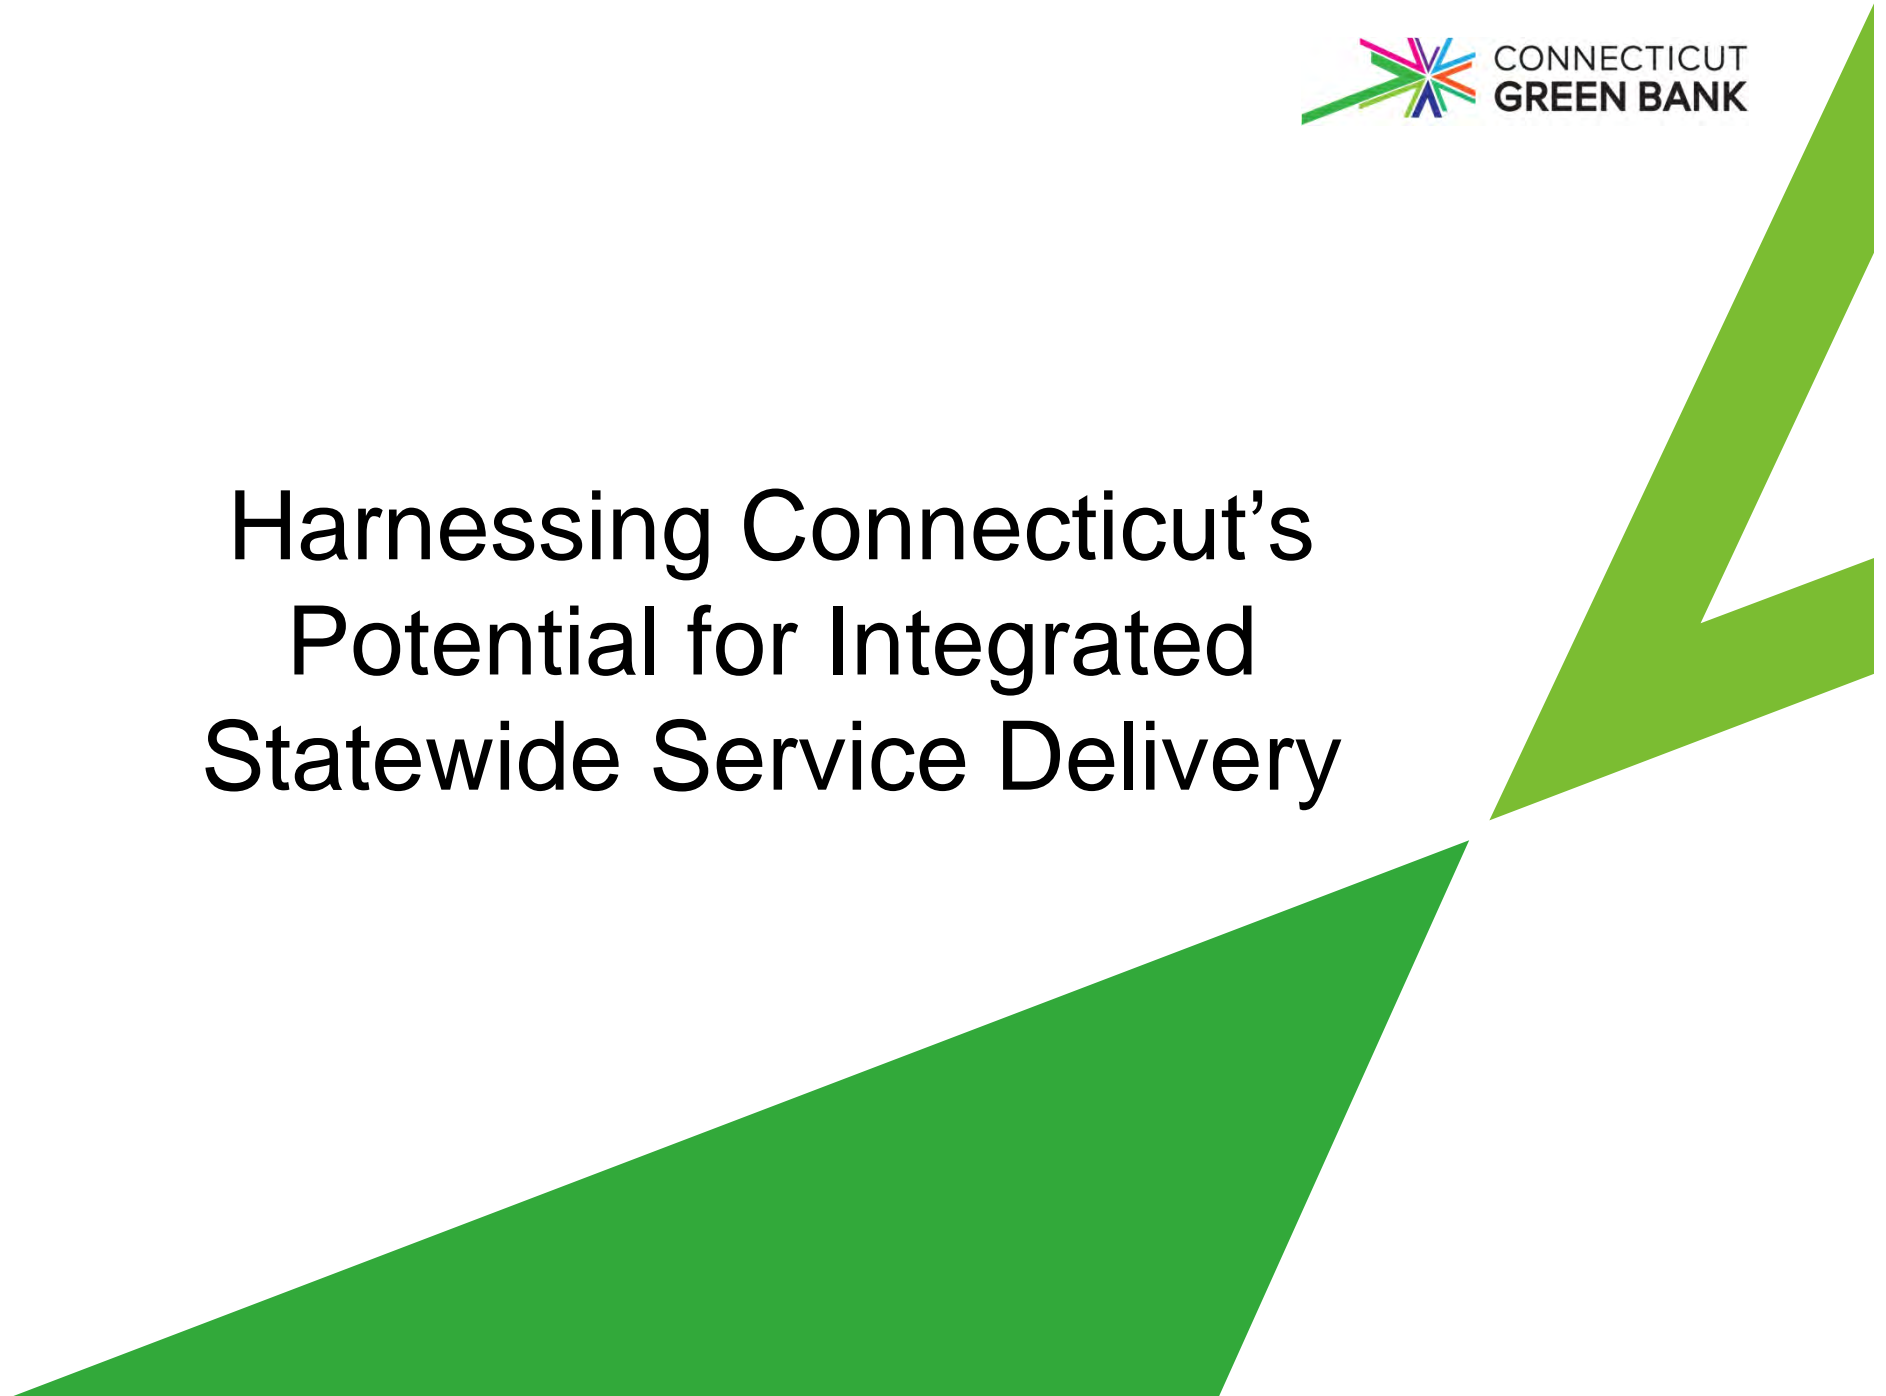 CONNECTICUT
GREEN BANK
Harnessing Connecticut’s
Potential for Integrated
Statewide Service Delivery